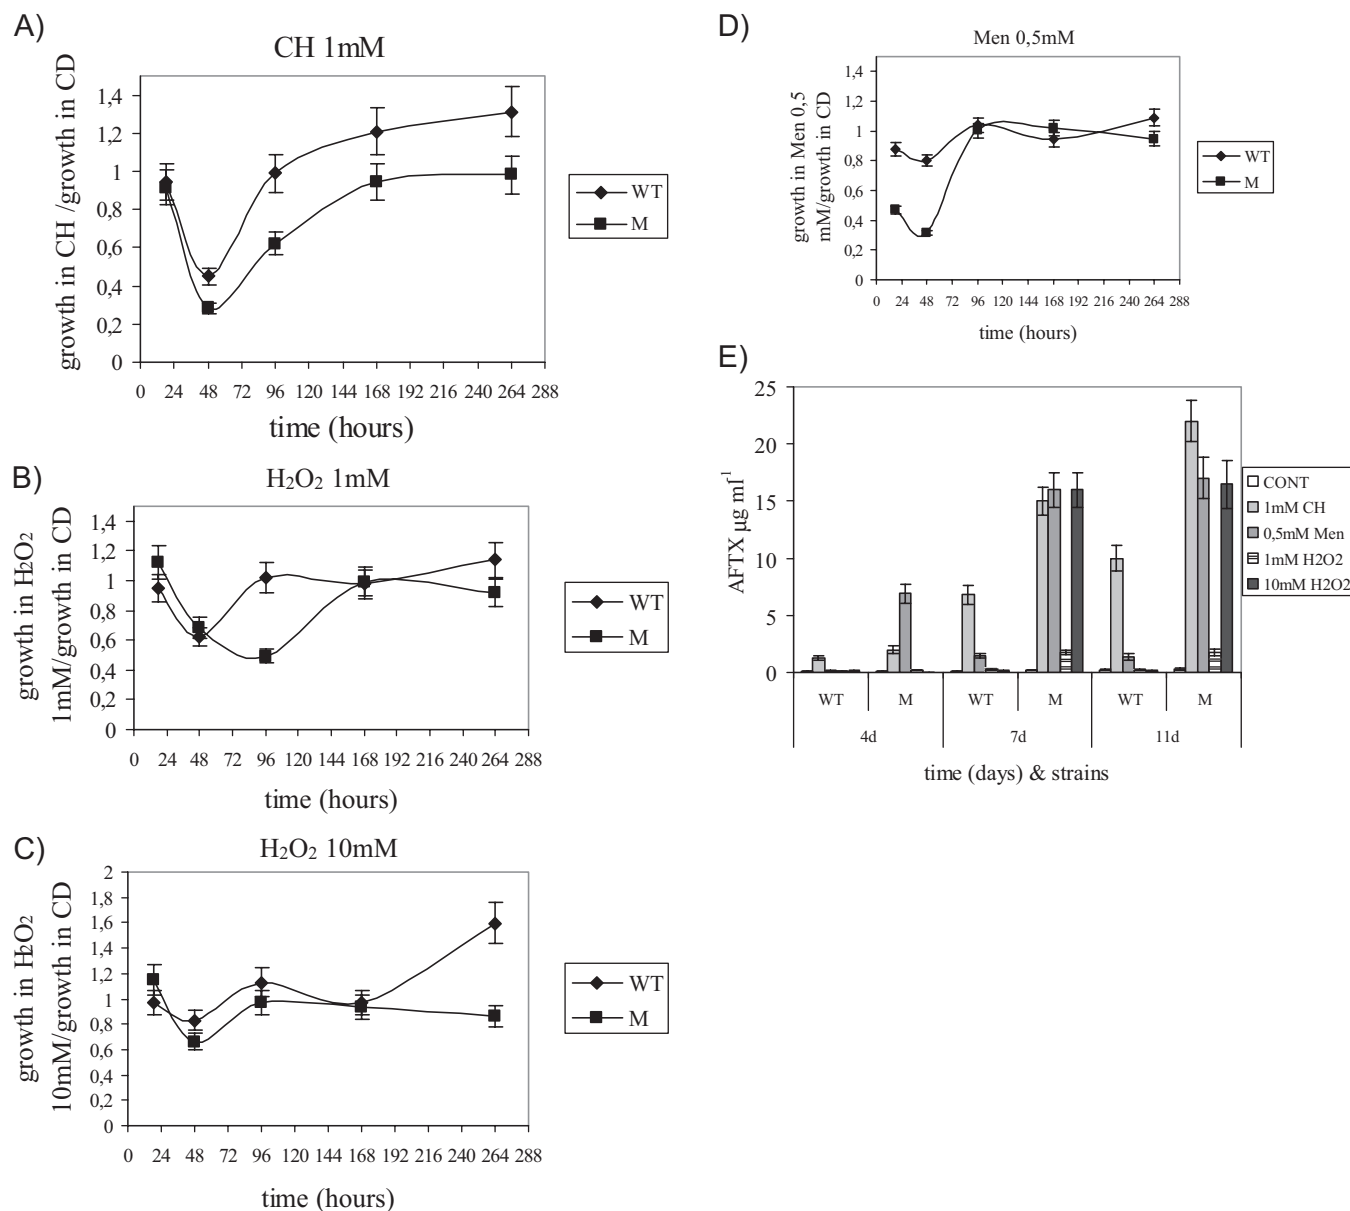 A)
CH 1mM
growth in CH /growth in CD
1,4
1,2
1
0,8
0,6
0,4
0,2
0
0 24 48 72 96 120 144 168 192 216 240 264 288
time (hours)
WT
M
B)
H2O2 1mM
growth in H2O2
1mM/growth in CD
1,4
1,2
1
0,8
0,6
0,4
0,2
0
0 24 48 72 96 120 144 168 192 216 240 264 288
time (hours)
WT
M
C)
H2O2 10mM
growth in H2O2
10mM/growth in CD
2
1,8
1,6
1,4
1,2
1
0,8
0,6
0,4
0,2
0
0 24 48 72 96 120 144 168 192 216 240 264 288
time (hours)
WT
M
D)
Men 0,5mM
growth in Men 0,5
mM/growth in CD
1,4
1,2
1
0,8
0,6
0,4
0,2
0
0 24 48 72 96 120 144 168 192 216 240 264 288
time (hours)
WT
M
E)
AFTX µg ml-1
25
20
15
10
5
0
WT M WT M WT M
4d 7d 11d
time (days) & strains
CONT
1mM CH
0,5mM Men
1mM H2O2
10mM H2O2